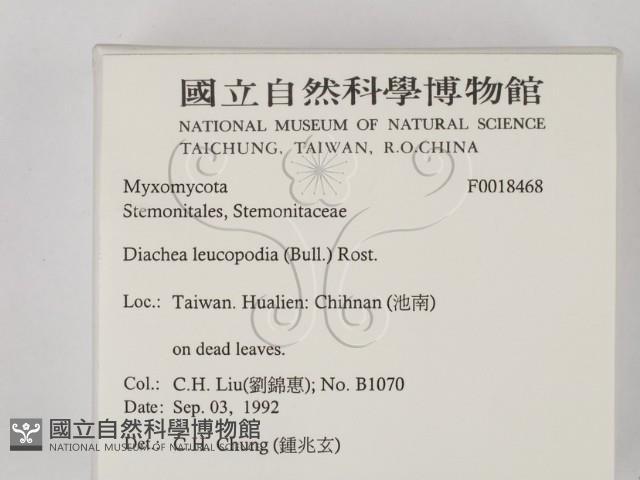 國立自然科學博物館
NATIONAL MUSEUM OF NATURAL SCIENCE
TAICHUNG, TAIWAN, R.O.CHINA
Myxomycota F0018468
Stemonitales, Stemonitaceae
Diachea leucopodia (Bull.) Rost.
Loc.: Taiwan. Hualien: Chihnan (池南)
on dead leaves.
Col.: C.H. Liu(劉錦惠); No. B1070
Date: Sep. 03, 1992
Det.: C.H. Chung (鍾兆玄)
國立自然科學博物館
NATIONAL MUSEUM OF NATURAL SCIENCE